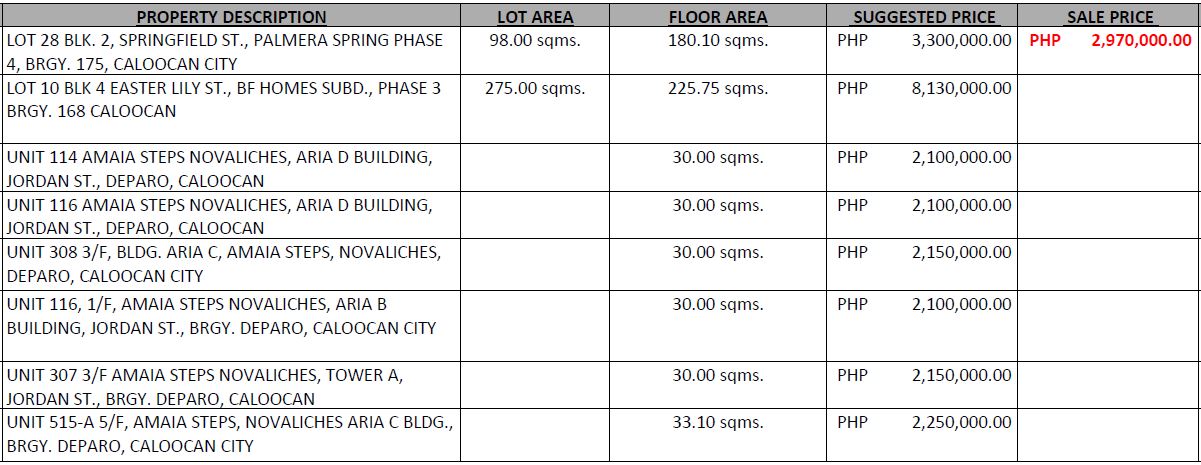 PROPERTY DESCRIPTION LOT AREA FLOOR AREA SUGGESTED PRICE SALE PRICE
LOT 28 BLK. 2, SPRINGFIELD ST., PALMERA SPRING PHASE 98.00 sqms. 180.10 sqms. PHP 3,300,000.00 PHP 2,970,000.00
4, BRGY. 175, CALOOCAN CITY
LOT 10 BLK 4 EASTER LILY ST., BF HOMES SUBD., PHASE 3 275.00 sqms. 225.75 sqms. PHP 8,130,000.00
BRGY. 168 CALOOCAN
UNIT 114 AMAIA STEPS NOVALICHES, ARIA D BUILDING, 30.00 sqms. PHP 2,100,000.00
JORDAN ST., DEPARO, CALOOCAN
UNIT 116 AMAIA STEPS NOVALICHES, ARIA D BUILDING, 30.00 sqms. PHP 2,100,000.00
JORDAN ST., DEPARO, CALOOCAN
UNIT 308 3/F, BLDG. ARIA C, AMAIA STEPS, NOVALICHES, 30.00 sqms. PHP 2,150,000.00
DEPARO, CALOOCAN CITY
UNIT 116, 1/F, AMAIA STEPS NOVALICHES, ARIA B 30.00 sqms. PHP 2,100,000.00
BUILDING, JORDAN ST., BRGY. DEPARO, CALOOCAN CITY
UNIT 307 3/F AMAIA STEPS NOVALICHES, TOWER A, 30.00 sqms. PHP 2,150,000.00
JORDAN ST., BRGY. DEPARO, CALOOCAN
UNIT 515-A 5/F, AMAIA STEPS, NOVALICHES ARIA C BLDG., 33.10 sqms. PHP 2,250,000.00
BRGY. DEPARO, CALOOCAN CITY